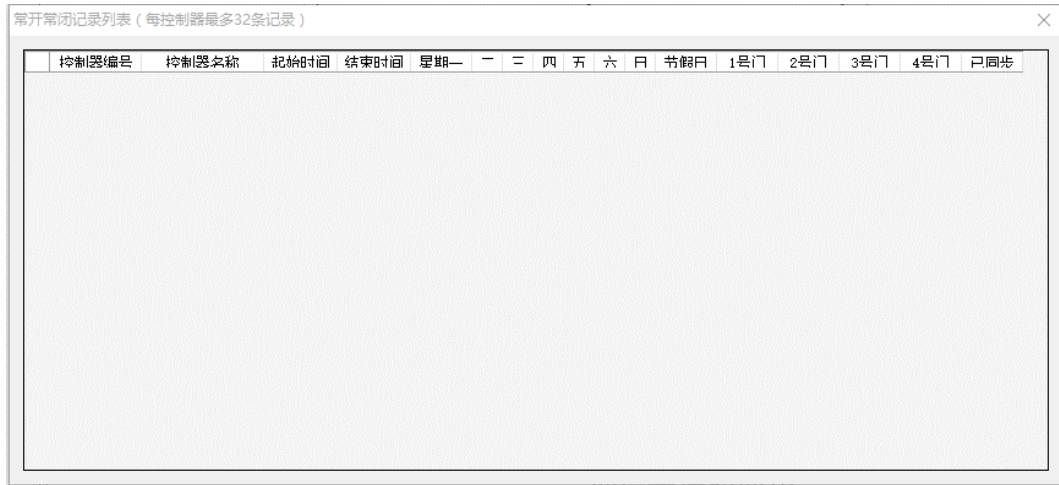 常开常闭记录列表（每控制器最多32条记录）
控制器编号 控制器名称 起始时间 结束时间 星期一 二 三 四 五 六 日 节假日 1号门 2号门 3号门 4号门 已同步